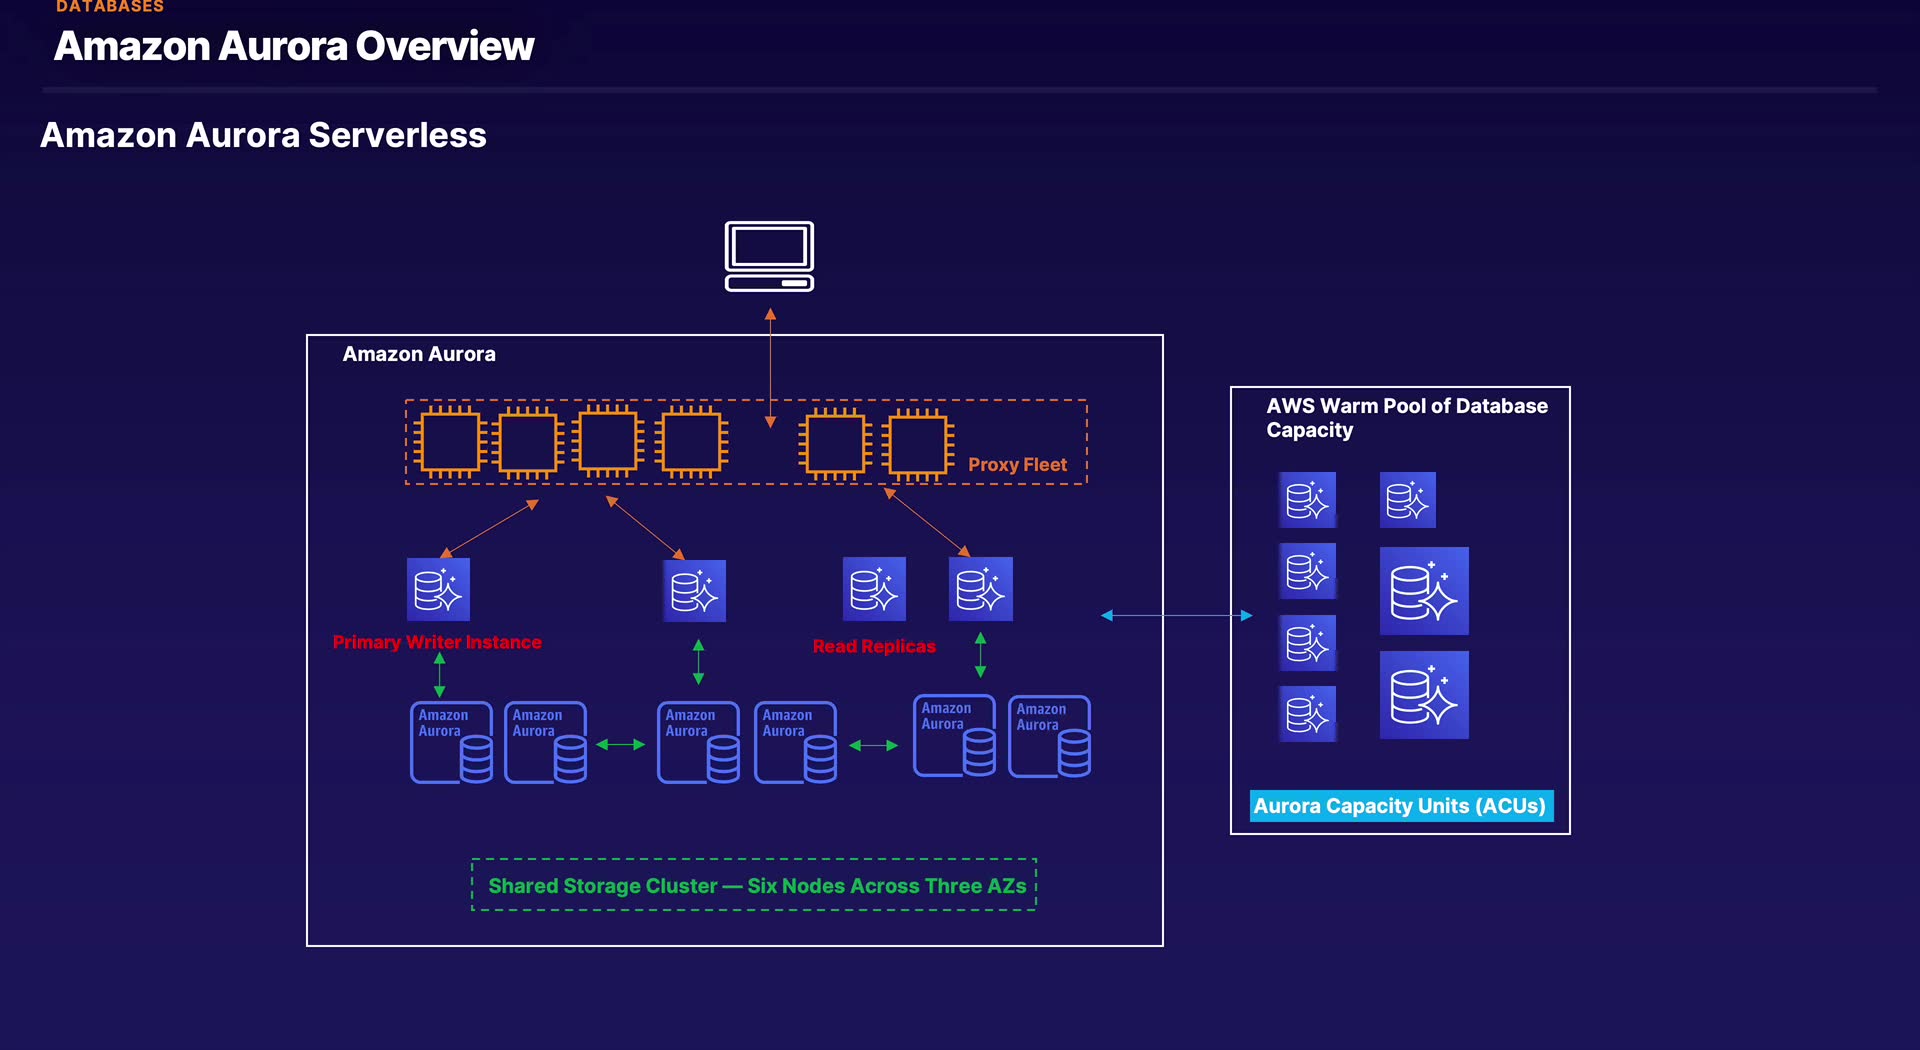 DATABASES
Amazon Aurora Overview
Amazon Aurora Serverless
Amazon Aurora
Proxy Fleet
Primary Writer Instance
Read Replicas
Amazon
Aurora
Amazon
Aurora
Amazon
Aurora
Amazon
Aurora
Amazon
Aurora
Amazon
Aurora
Shared Storage Cluster — Six Nodes Across Three AZs
AWS Warm Pool of Database
Capacity
Aurora Capacity Units (ACUs)